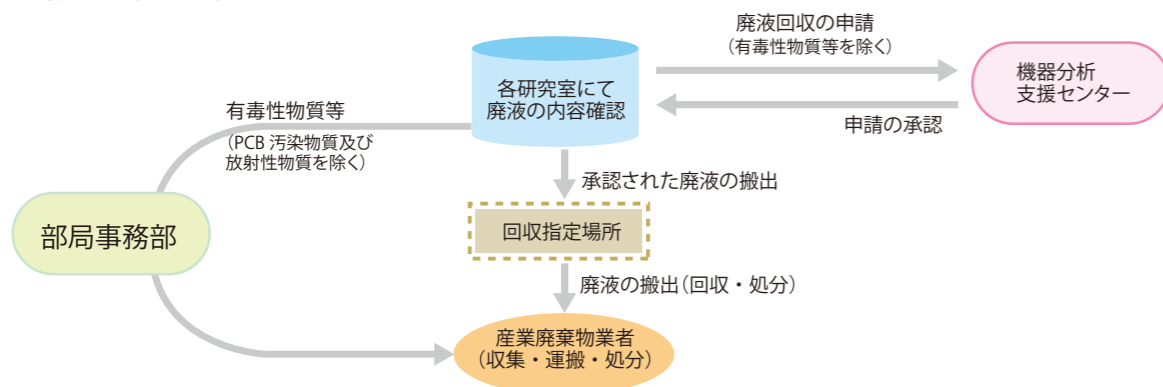 廃液回収の申請
(有毒性物質等を除く)
各研究室にて
廃液の内容確認
機器分析
支援センター
申請の承認
有毒性物質等
(PCB 汚染物質及び
放射性物質を除く)
承認された廃液の搬出
部局事務部
回収指定場所
廃液の搬出(回収・処分)
産業廃棄物業者
(収集・運搬・処分)